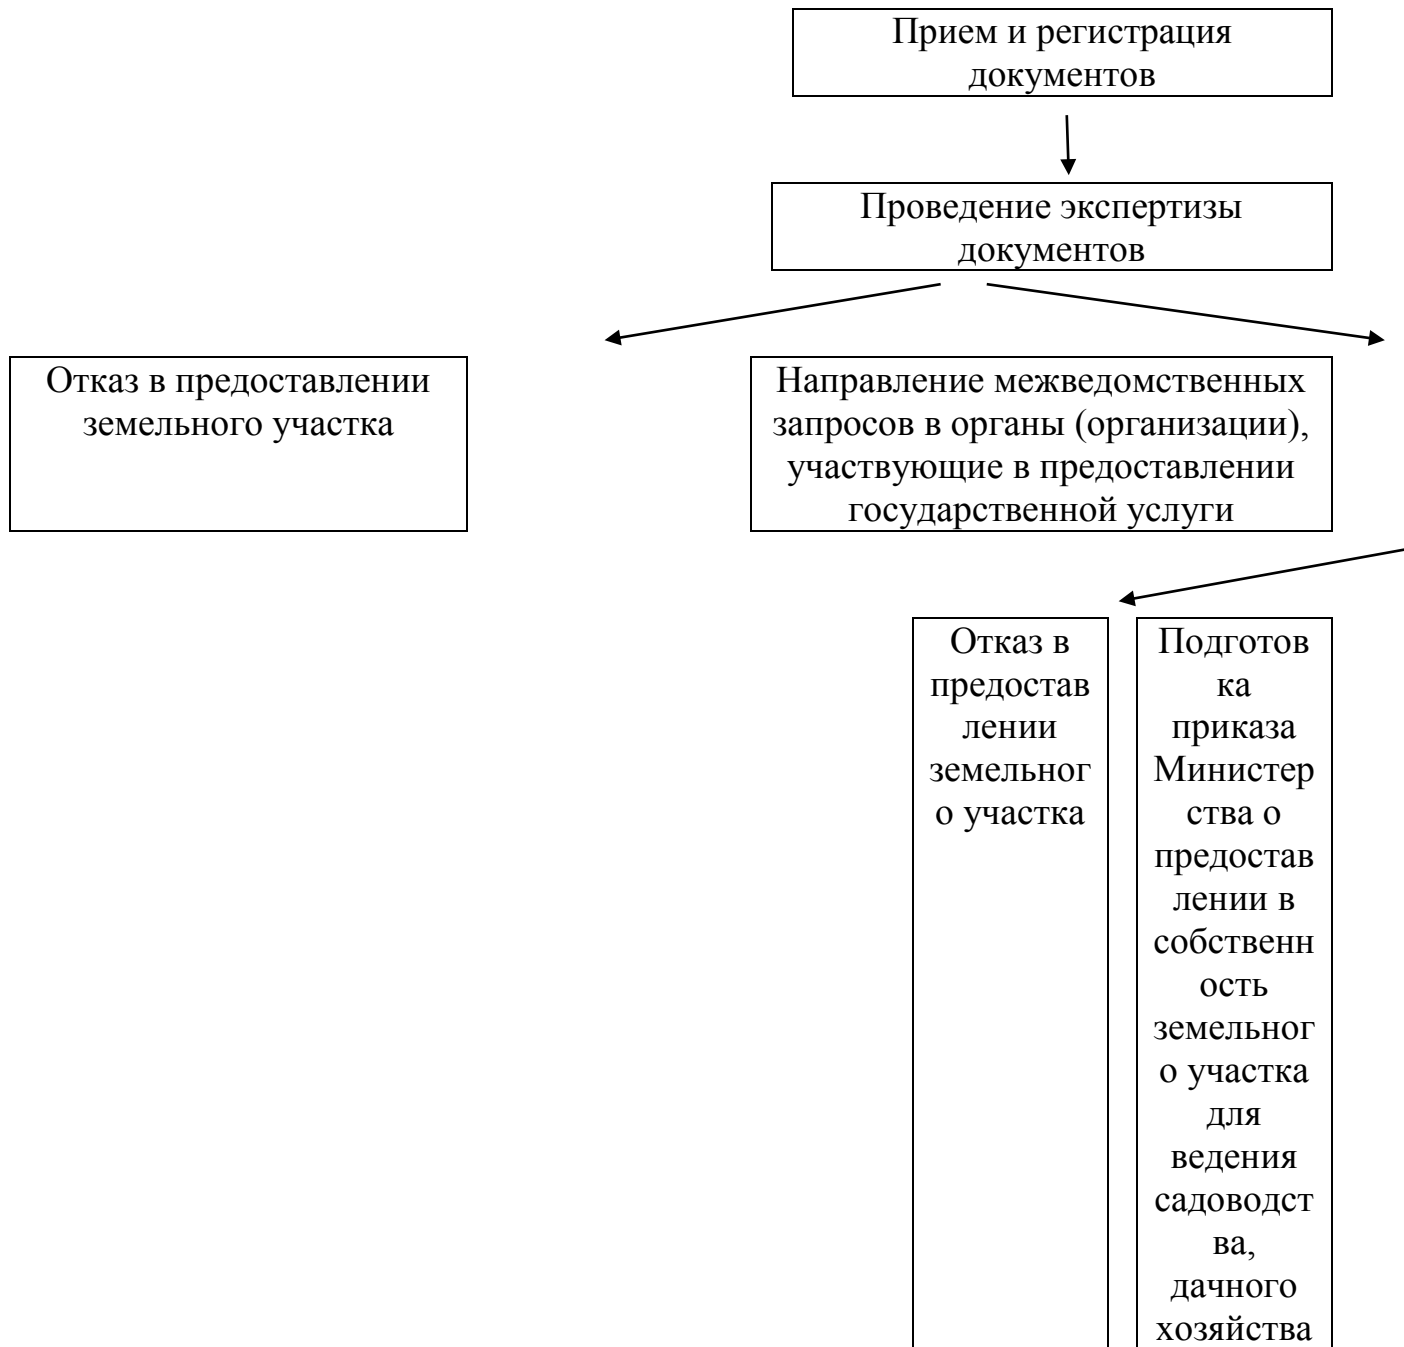 Прием и регистрация
документов
Проведение экспертизы
документов
Отказ в предоставлении
земельного участка
Направление межведомственных
запросов в органы (организации),
участвующие в предоставлении
государственной услуги
Отказ в
предостав
лении
земельног
о участка
Подготов
ка
приказа
Министер
ства о
предостав
лении в
собственн
ость
земельног
о участка
для
ведения
садоводст
ва,
дачного
хозяйства